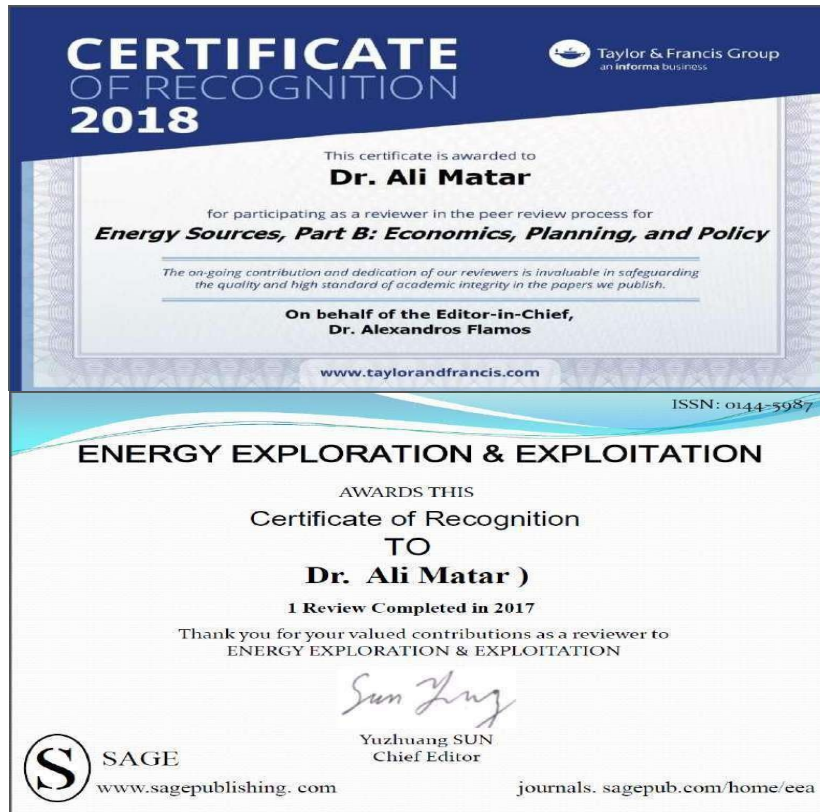 CERTIFICATE
OF RECOGNITION
2018
Taylor & Francis Group
an informa business
This certificate is awarded to
Dr. Ali Matar
for participating as a reviewer in the peer review process for
Energy Sources, Part B: Economics, Planning, and Policy
The on-going contribution and dedication of our reviewers is invaluable in safeguarding
the quality and high standard of academic integrity in the papers we publish.
On behalf of the Editor-in-Chief,
Dr. Alexandros Flamos
www.taylorandfrancis.com
ISSN: 0144-5987
ENERGY EXPLORATION & EXPLOITATION
AWARDS THIS
Certificate of Recognition
TO
Dr. Ali Matar )
1 Review Completed in 2017
Thank you for your valued contributions as a reviewer to
ENERGY EXPLORATION & EXPLOITATION
Sun Yuzhuang
Yuzhuang SUN
Chief Editor
S SAGE
www.sagepublishing. com
journals. sagepub.com/home/eea